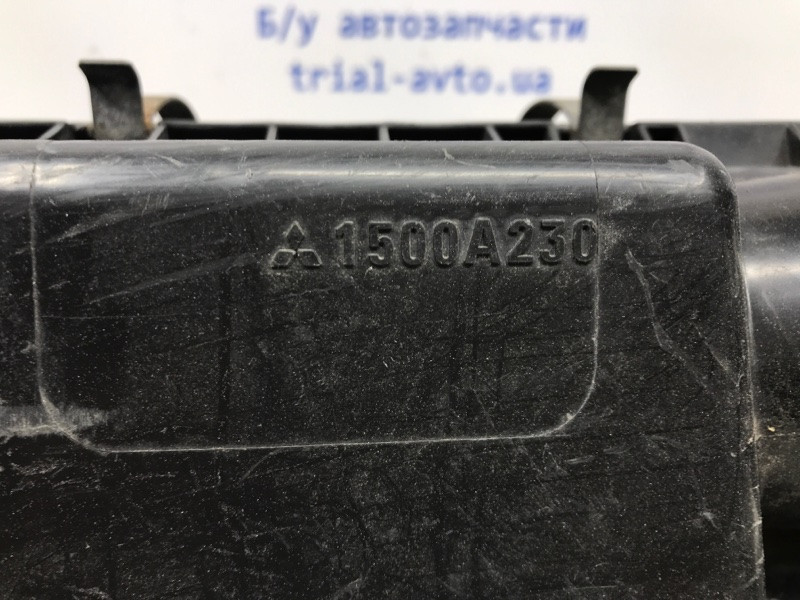 Б/у автозапчасти
trial-avto.ua
1500A230